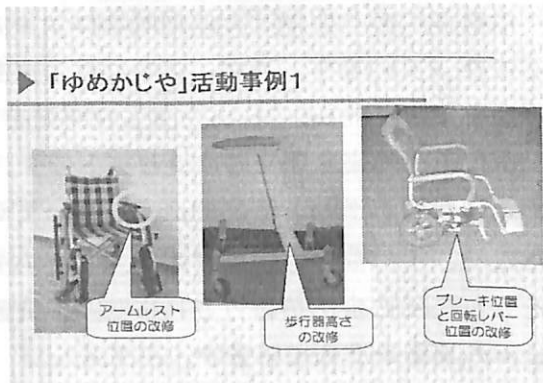 「ゆめかじや」活動事例1
アームレスト
位置の改修
歩行器高さ
の改修
ブレーキ位置
と回転レバー
位置の改修